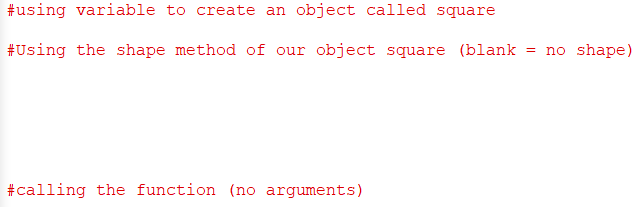 #using variable to create an object called square
#Using the shape method of our object square (blank = no shape)
#calling the function (no arguments)